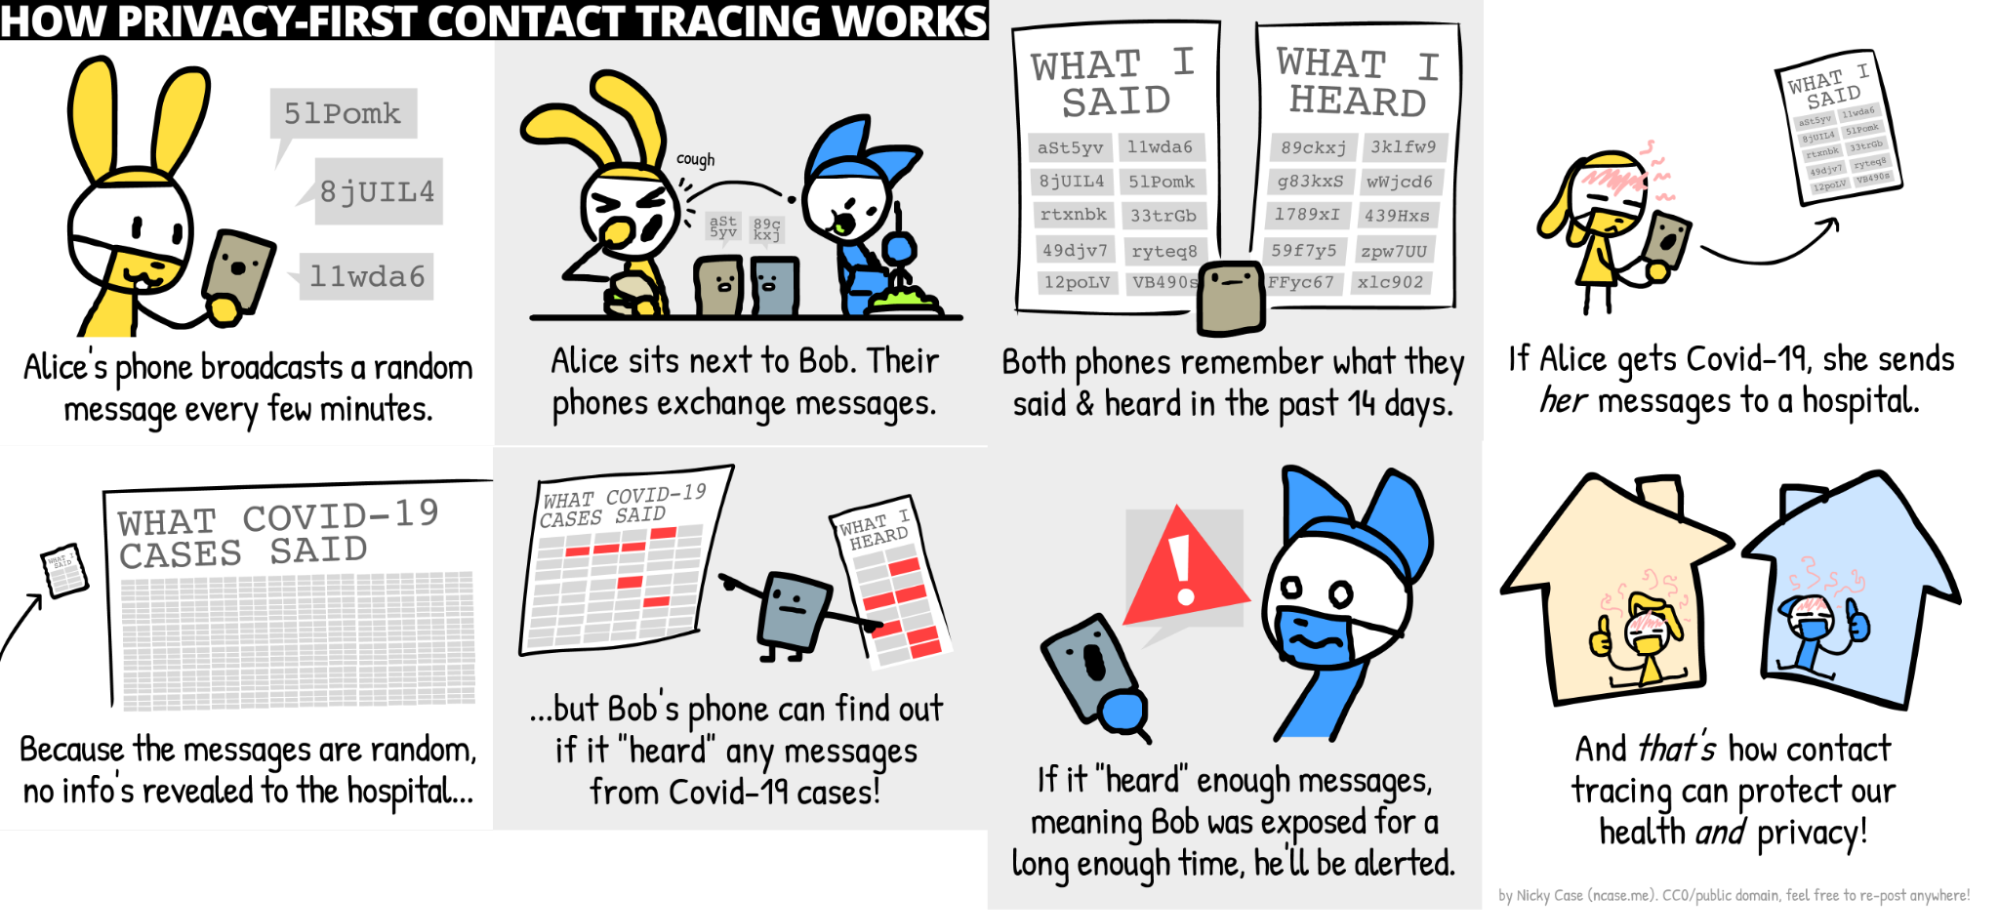 HOW PRIVACY-FIRST CONTACT TRACING WORKS
51Pomk
8jUIL4
l1wda6
Alice's phone broadcasts a random
message every few minutes.
cough
aSt
5yv
89c
kxj
Alice sits next to Bob. Their
phones exchange messages.
WHAT I
SAID
aSt5yv l1wda6
8jUIL4 51Pomk
rtxnbk 33trGb
49djv7 ryteq8
12poLV VB490s
WHAT I
HEARD
89ckxj 3klfw9
g83kxS wWjcd6
l789xI 439Hxs
59f7y5 zpw7UU
FFyc67 xlc902
Both phones remember what they
said & heard in the past 14 days.
WHAT I
SAID
aSt5yv l1wda6
8jUIL4 51Pomk
rtxnbk 33trGb
49djv7 ryteq8
12poLV VB490s
If Alice gets Covid-19, she sends
her messages to a hospital.
WHAT I
SAID
WHAT COVID-19
CASES SAID
Because the messages are random,
no info's revealed to the hospital...
WHAT COVID-19
CASES SAID
WHAT I
HEARD
...but Bob's phone can find out
if it "heard" any messages
from Covid-19 cases!
!
If it "heard" enough messages,
meaning Bob was exposed for a
long enough time, he'll be alerted.
And that's how contact
tracing can protect our
health and privacy!
by Nicky Case (ncase.me). CC0/public domain, feel free to re-post anywhere!